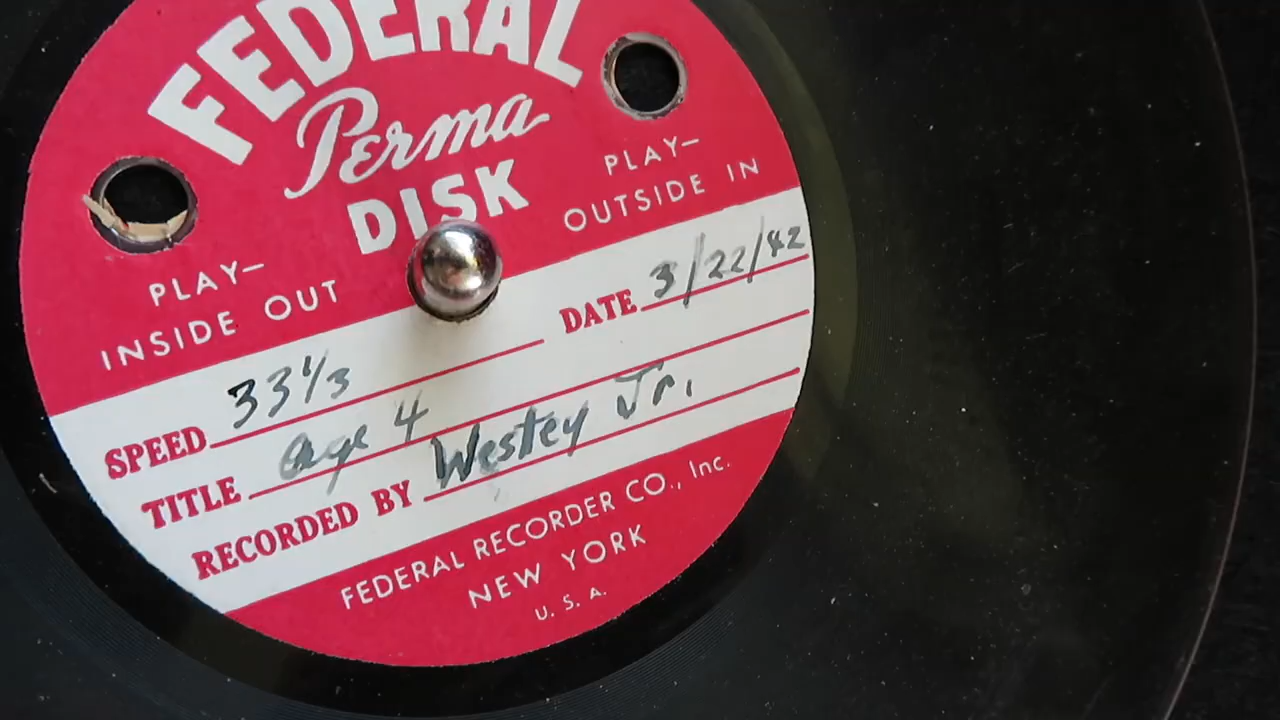 FEDERAL
Perma
DISK
PLAY—
INSIDE OUT
PLAY—
OUTSIDE IN
SPEED 33 1/3
DATE 3/22/42
TITLE Age 4
RECORDED BY Westey Jr.
FEDERAL RECORDER CO., Inc.
NEW YORK
U. S. A.